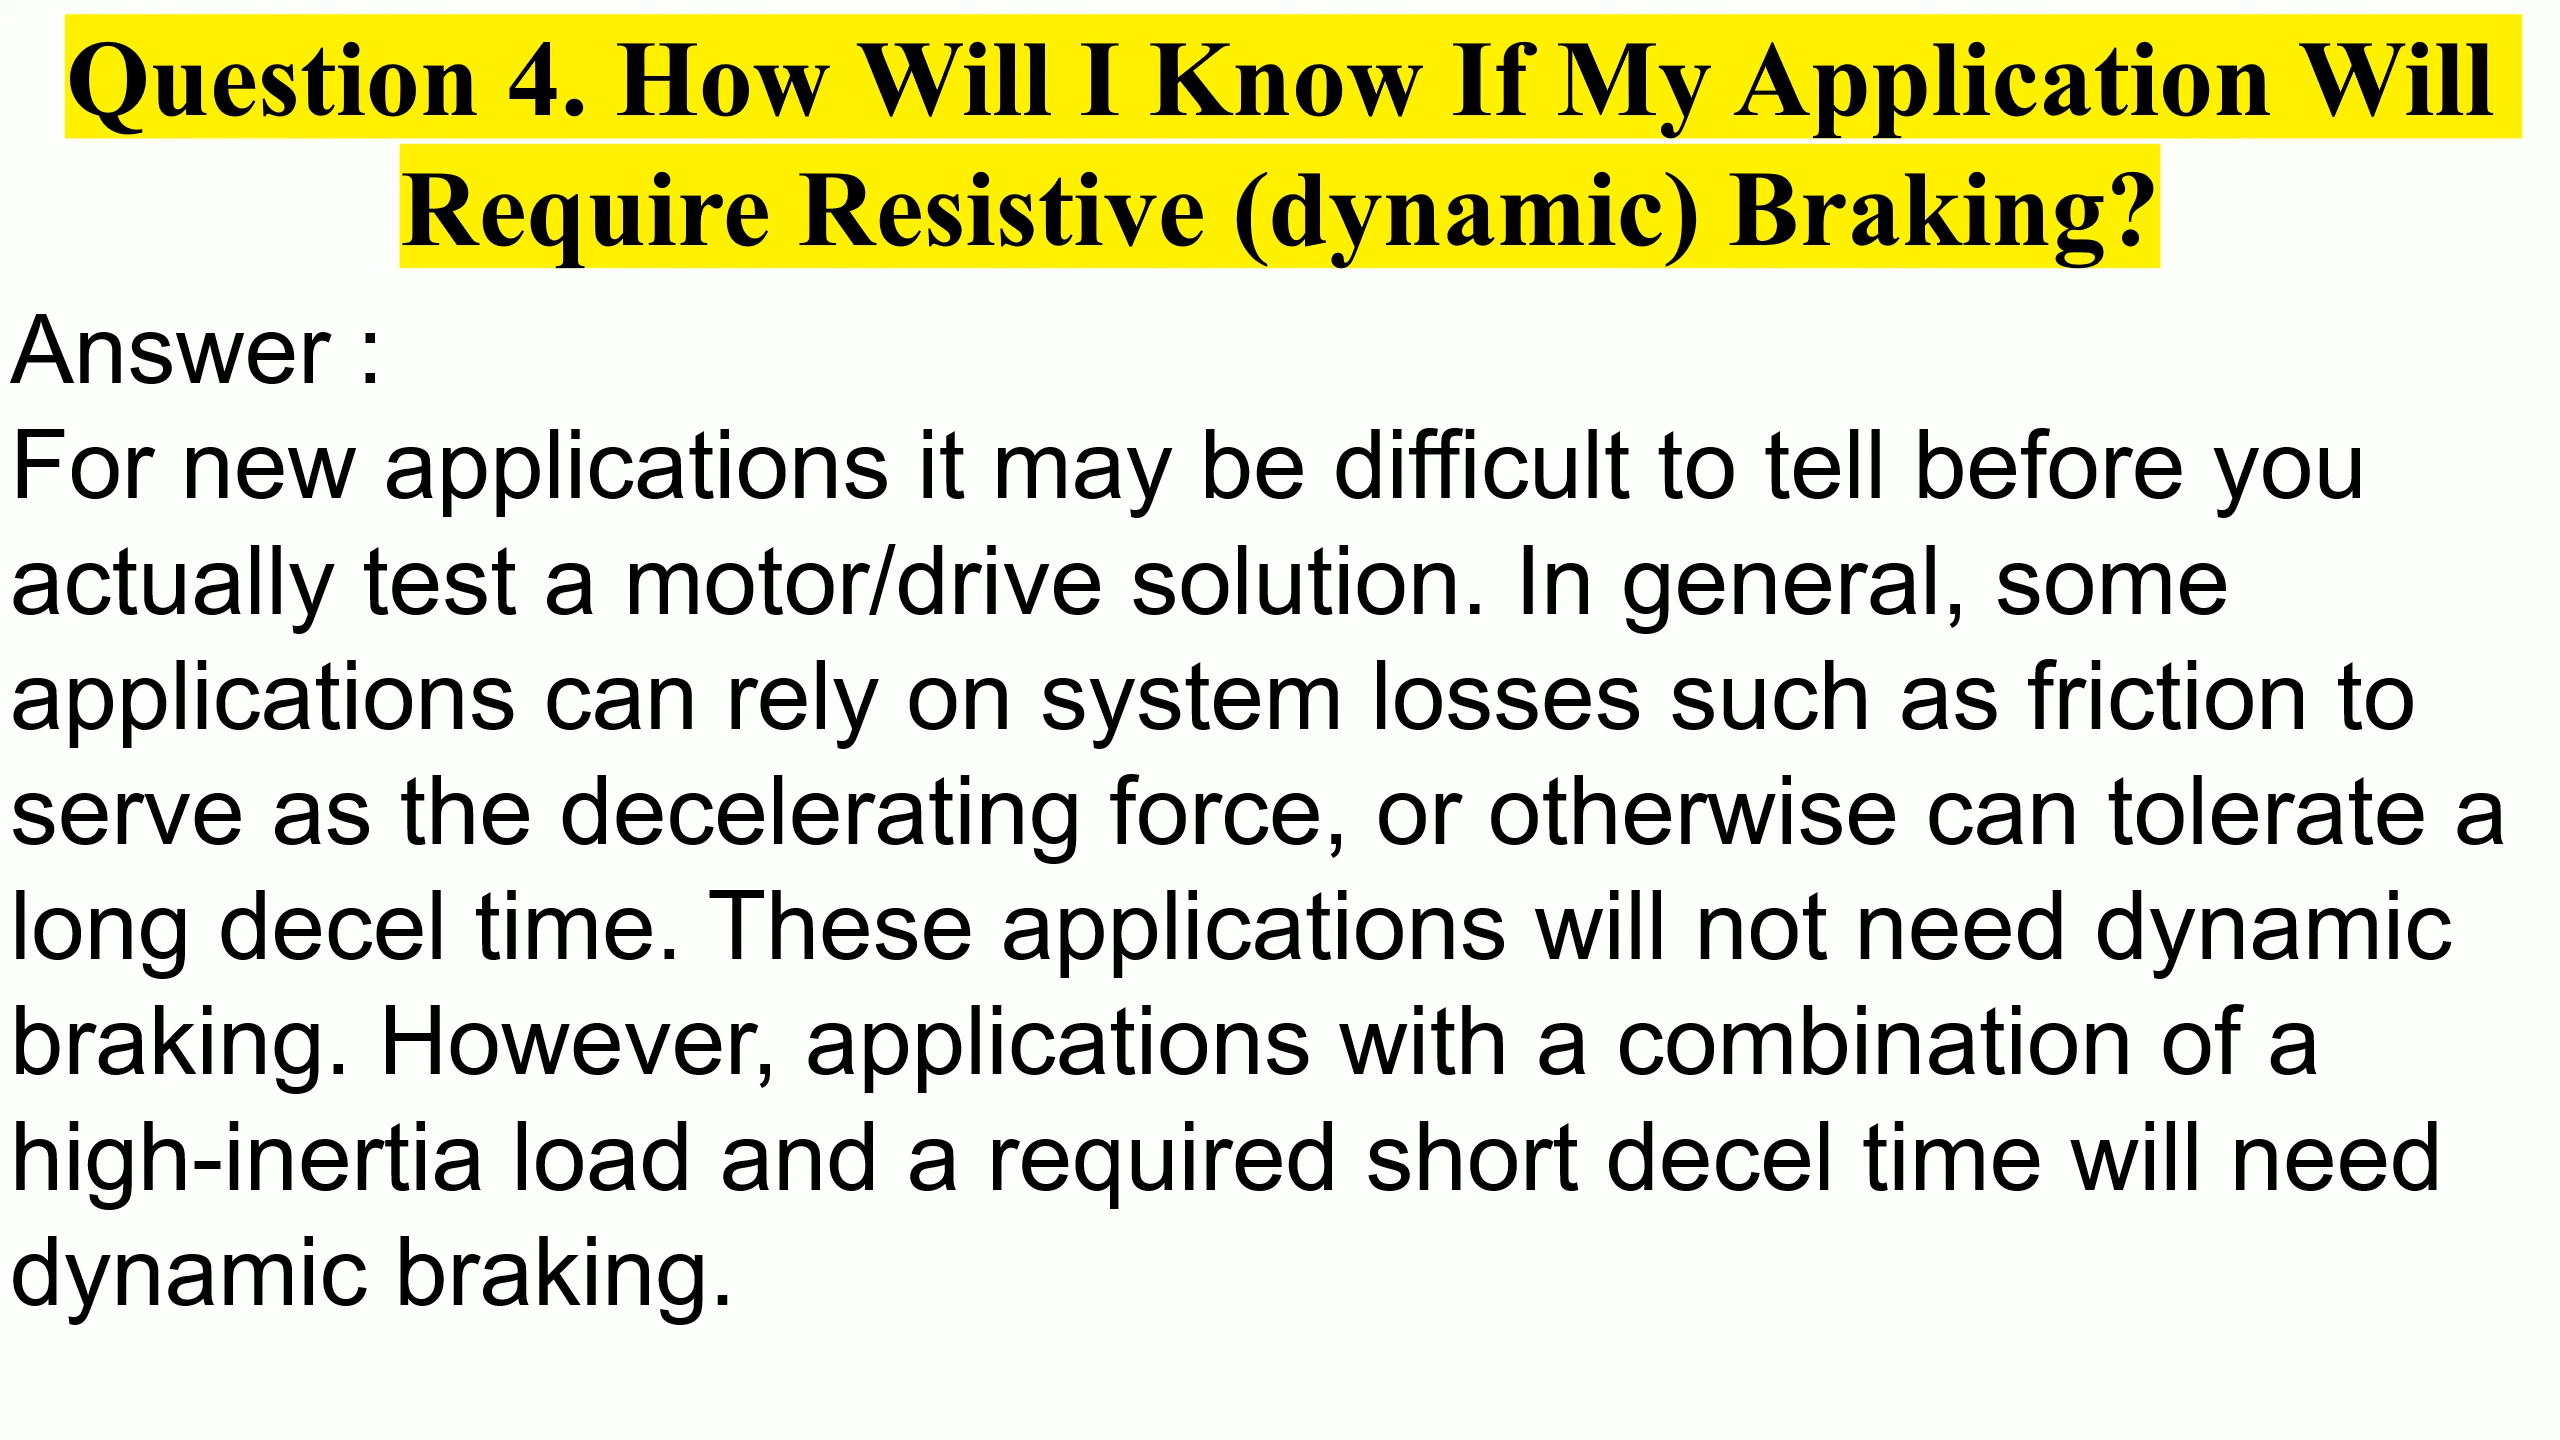 Question 4. How Will I Know If My Application Will
Require Resistive (dynamic) Braking?
Answer :
For new applications it may be difficult to tell before you
actually test a motor/drive solution. In general, some
applications can rely on system losses such as friction to
serve as the decelerating force, or otherwise can tolerate a
long decel time. These applications will not need dynamic
braking. However, applications with a combination of a
high-inertia load and a required short decel time will need
dynamic braking.